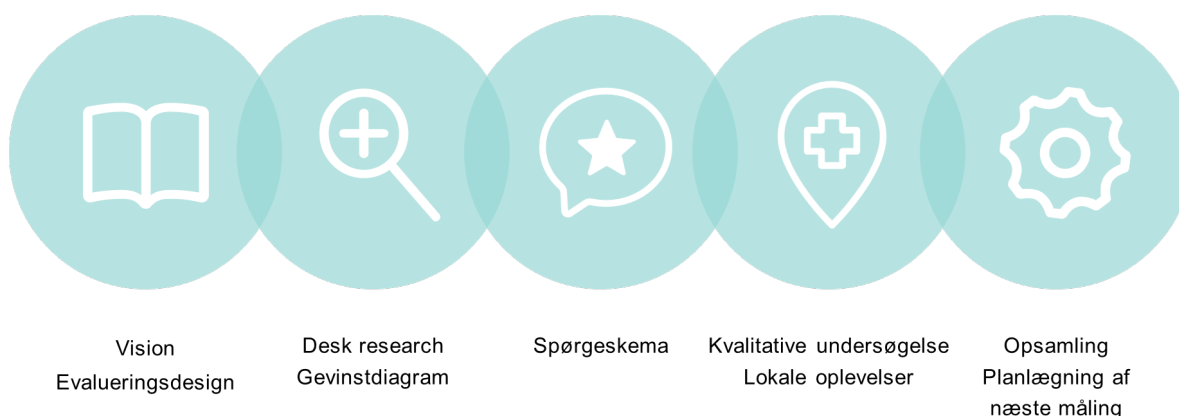 Vision
Evalueringsdesign
Desk research
Gevinstdiagram
Spørgeskema
Kvalitative undersøgelse
Lokale oplevelser
Opsamling
Planlægning af
næste måling